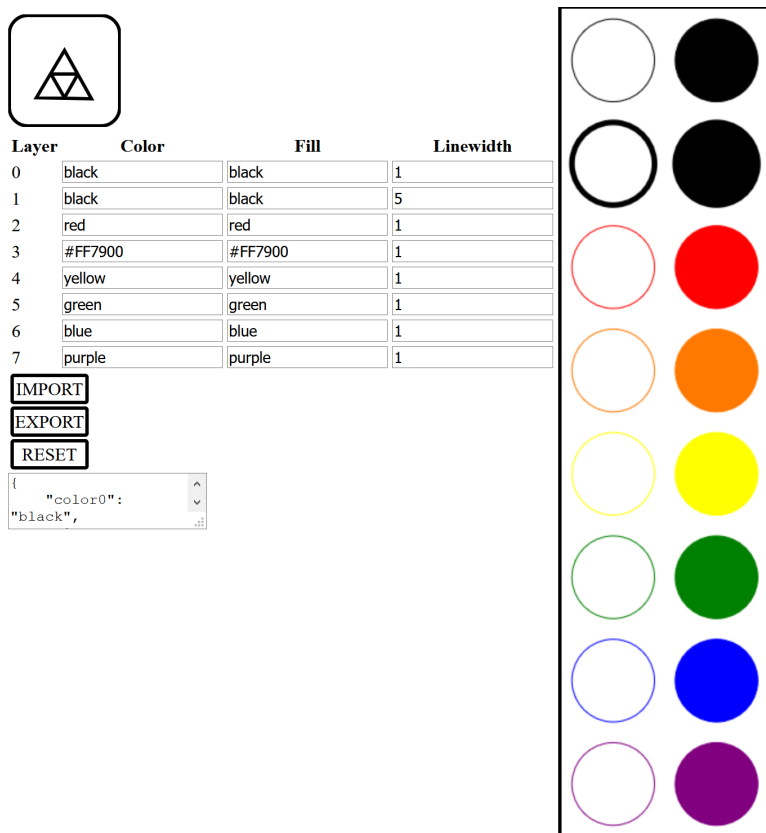 Layer Color Fill Linewidth
0 black black 1
1 black black 5
2 red red 1
3 #FF7900 #FF7900 1
4 yellow yellow 1
5 green green 1
6 blue blue 1
7 purple purple 1
IMPORT
EXPORT
RESET
{
"color0":
"black",